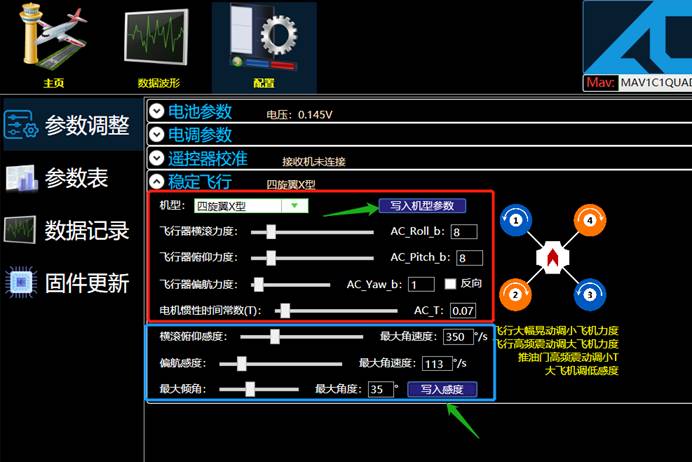 主页
数据波形
配置
Mav: MAV1C1QUAD
参数调整
参数表
数据记录
固件更新
电池参数 电压：0.145V
电调参数
遥控器校准 接收机未连接
稳定飞行 四旋翼X型
机型： 四旋翼X型 写入机型参数
飞行器横滚力度： AC_Roll_b： 8
飞行器俯仰力度： AC_Pitch_b： 8
飞行器偏航力度： AC_Yaw_b： 1 反向
电机惯性时间常数(T)： AC_T： 0.07
横滚俯仰感度： 最大角速度： 350 °/s
偏航感度： 最大角速度： 113 °/s
最大倾角： 最大角度： 35 ° 写入感度
1
4
2
3
飞行大幅晃动调小飞机力度
飞行高频震动调大飞机力度
推油门高频震动调小T
大飞机调低感度